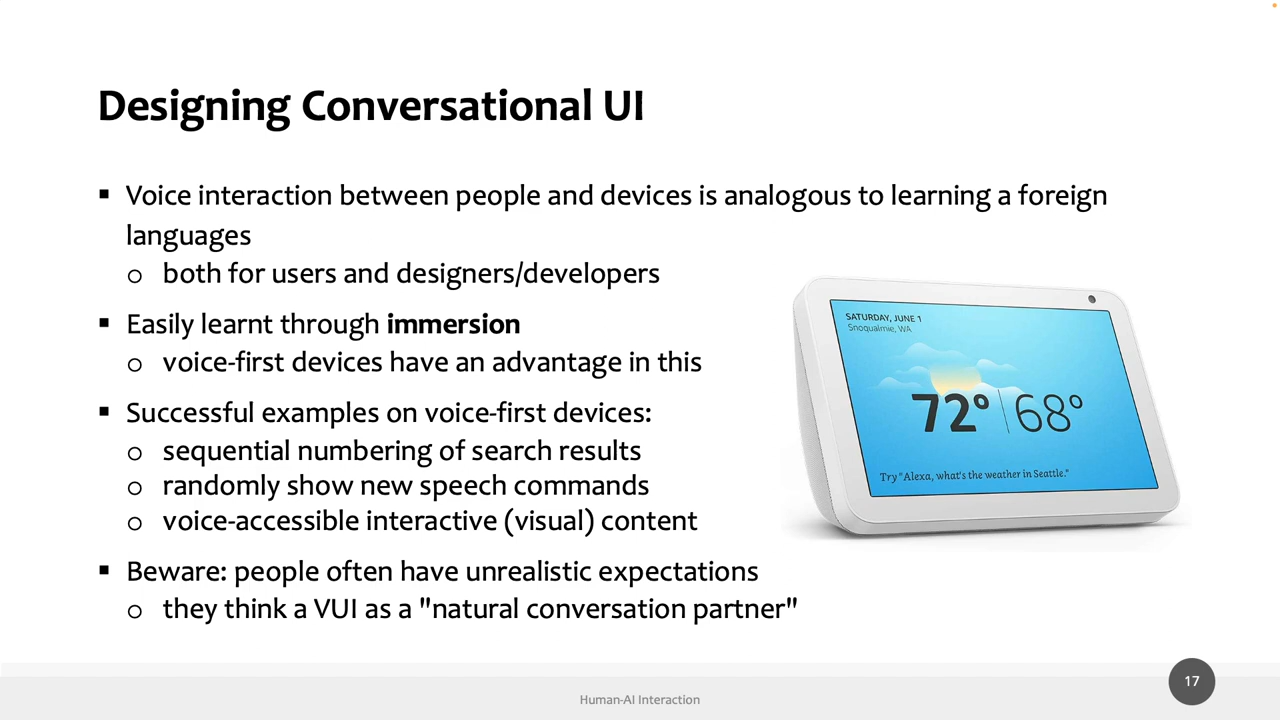 Designing Conversational UI
▪ Voice interaction between people and devices is analogous to learning a foreign
languages
o both for users and designers/developers
▪ Easily learnt through immersion
o voice-first devices have an advantage in this
▪ Successful examples on voice-first devices:
o sequential numbering of search results
o randomly show new speech commands
o voice-accessible interactive (visual) content
▪ Beware: people often have unrealistic expectations
o they think a VUI as a "natural conversation partner"
SATURDAY, JUNE 1
Snoqualmie, WA
72° 68°
Try "Alexa, what's the weather in Seattle."
Human-AI Interaction
17